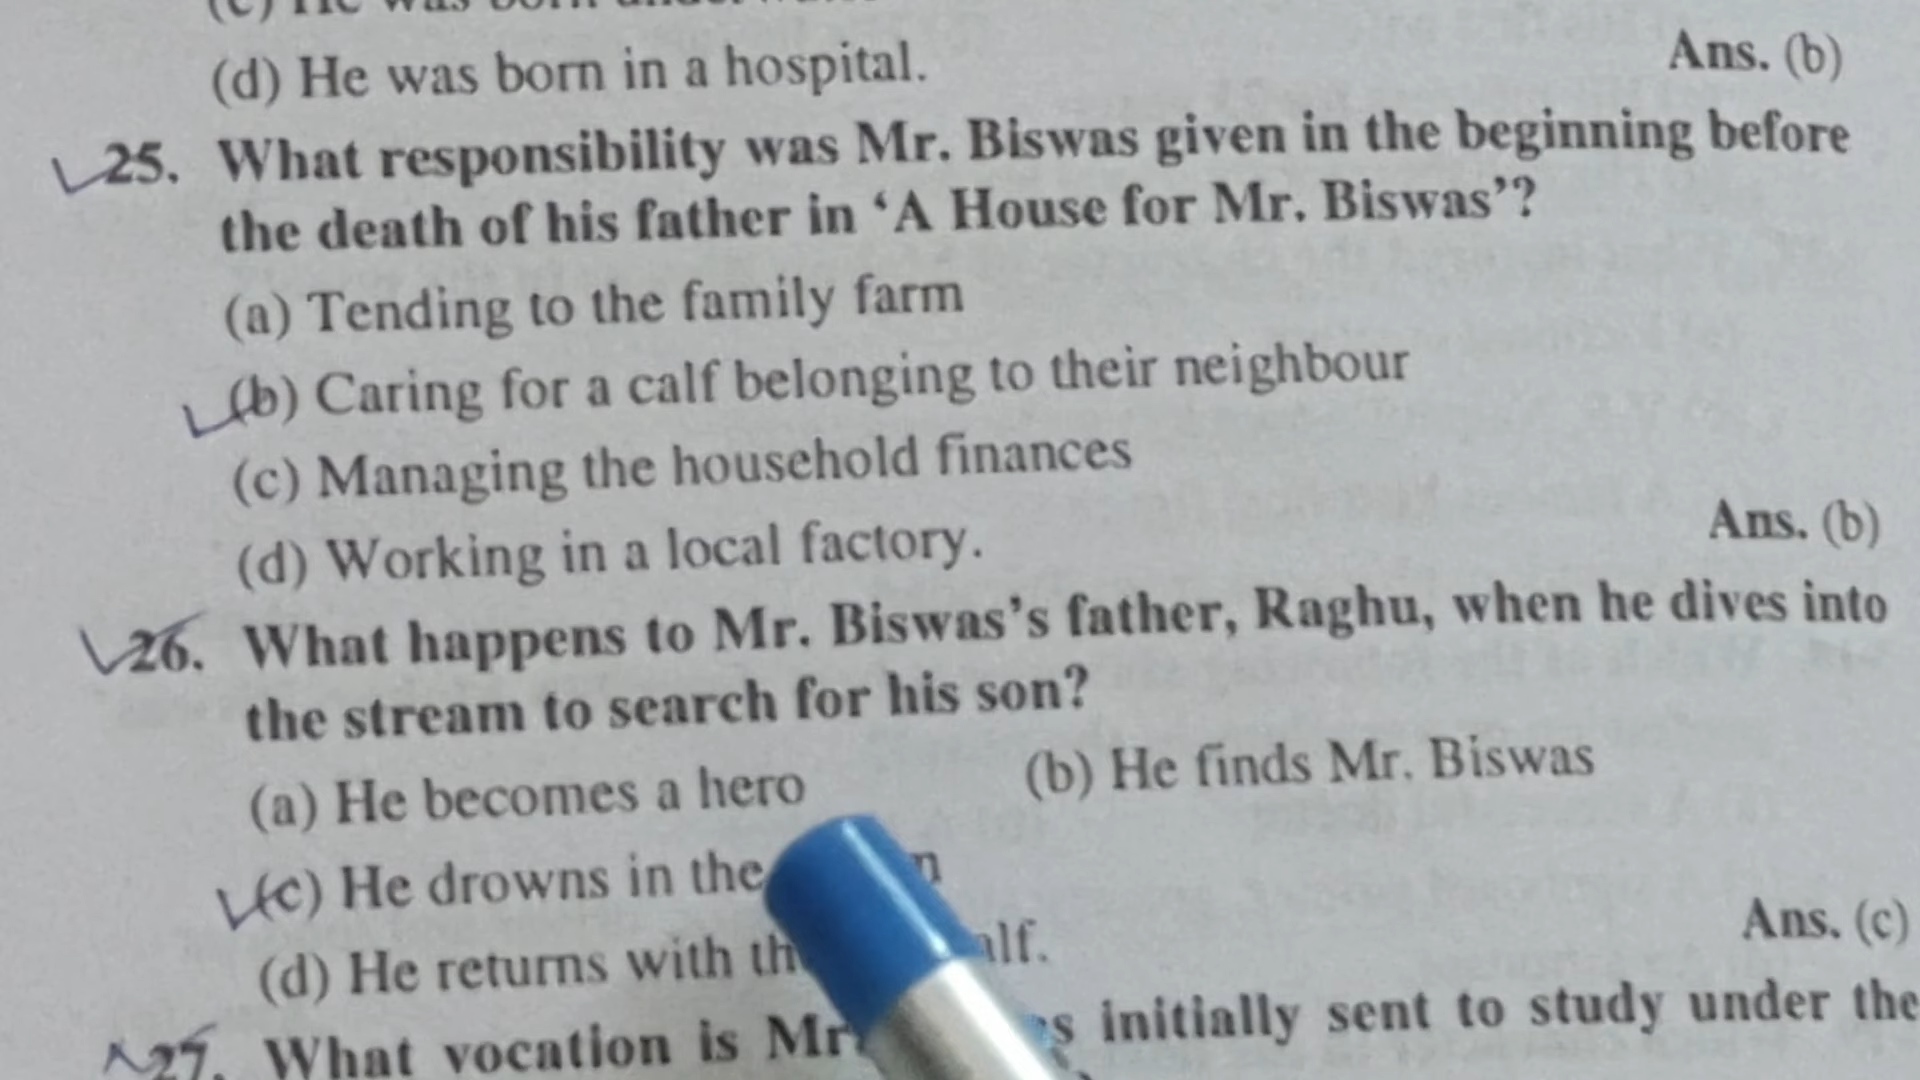 (d) He was born in a hospital. Ans. (b)
25. What responsibility was Mr. Biswas given in the beginning before
the death of his father in ‘A House for Mr. Biswas’?
(a) Tending to the family farm
(b) Caring for a calf belonging to their neighbour
(c) Managing the household finances
(d) Working in a local factory. Ans. (b)
26. What happens to Mr. Biswas’s father, Raghu, when he dives into
the stream to search for his son?
(a) He becomes a hero (b) He finds Mr. Biswas
(c) He drowns in the
(d) He returns with Ans. (c)
27. What vocation is initially sent to study under the